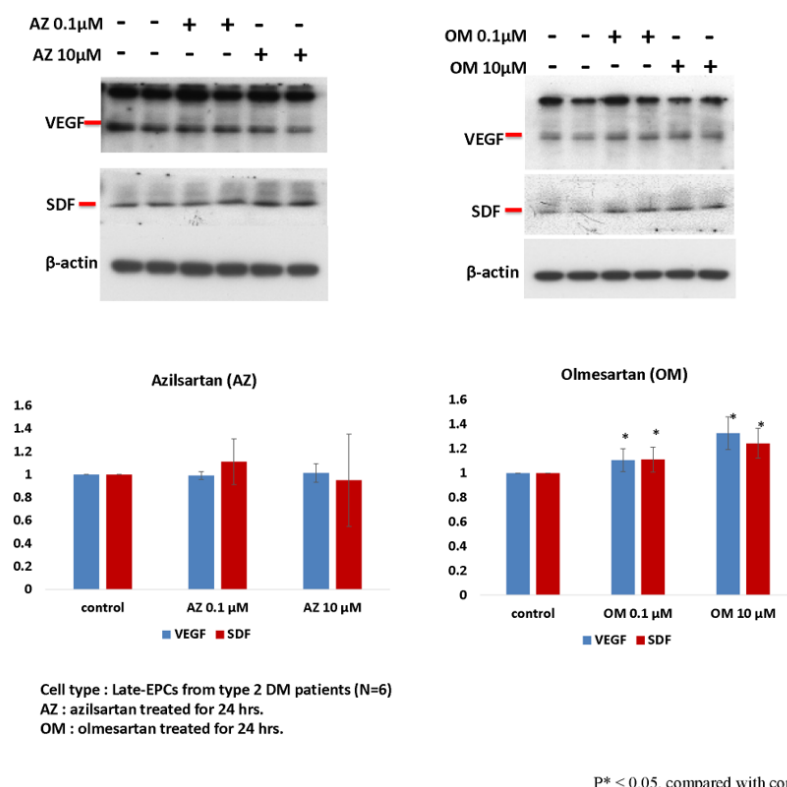 AZ 0.1µM - - + + - -
AZ 10µM - - - - + +
VEGF
SDF
β-actin
OM 0.1µM - - + + - -
OM 10µM - - - - + +
VEGF
SDF
β-actin
Azilsartan (AZ)
1.6
1.4
1.2
1
0.8
0.6
0.4
0.2
0
control AZ 0.1 µM AZ 10 µM
VEGF SDF
Olmesartan (OM)
1.6
1.4
1.2
1
0.8
0.6
0.4
0.2
0
* * * *
control OM 0.1 µM OM 10 µM
VEGF SDF
Cell type : Late-EPCs from type 2 DM patients (N=6)
AZ : azilsartan treated for 24 hrs.
OM : olmesartan treated for 24 hrs.
P* < 0.05, compared with